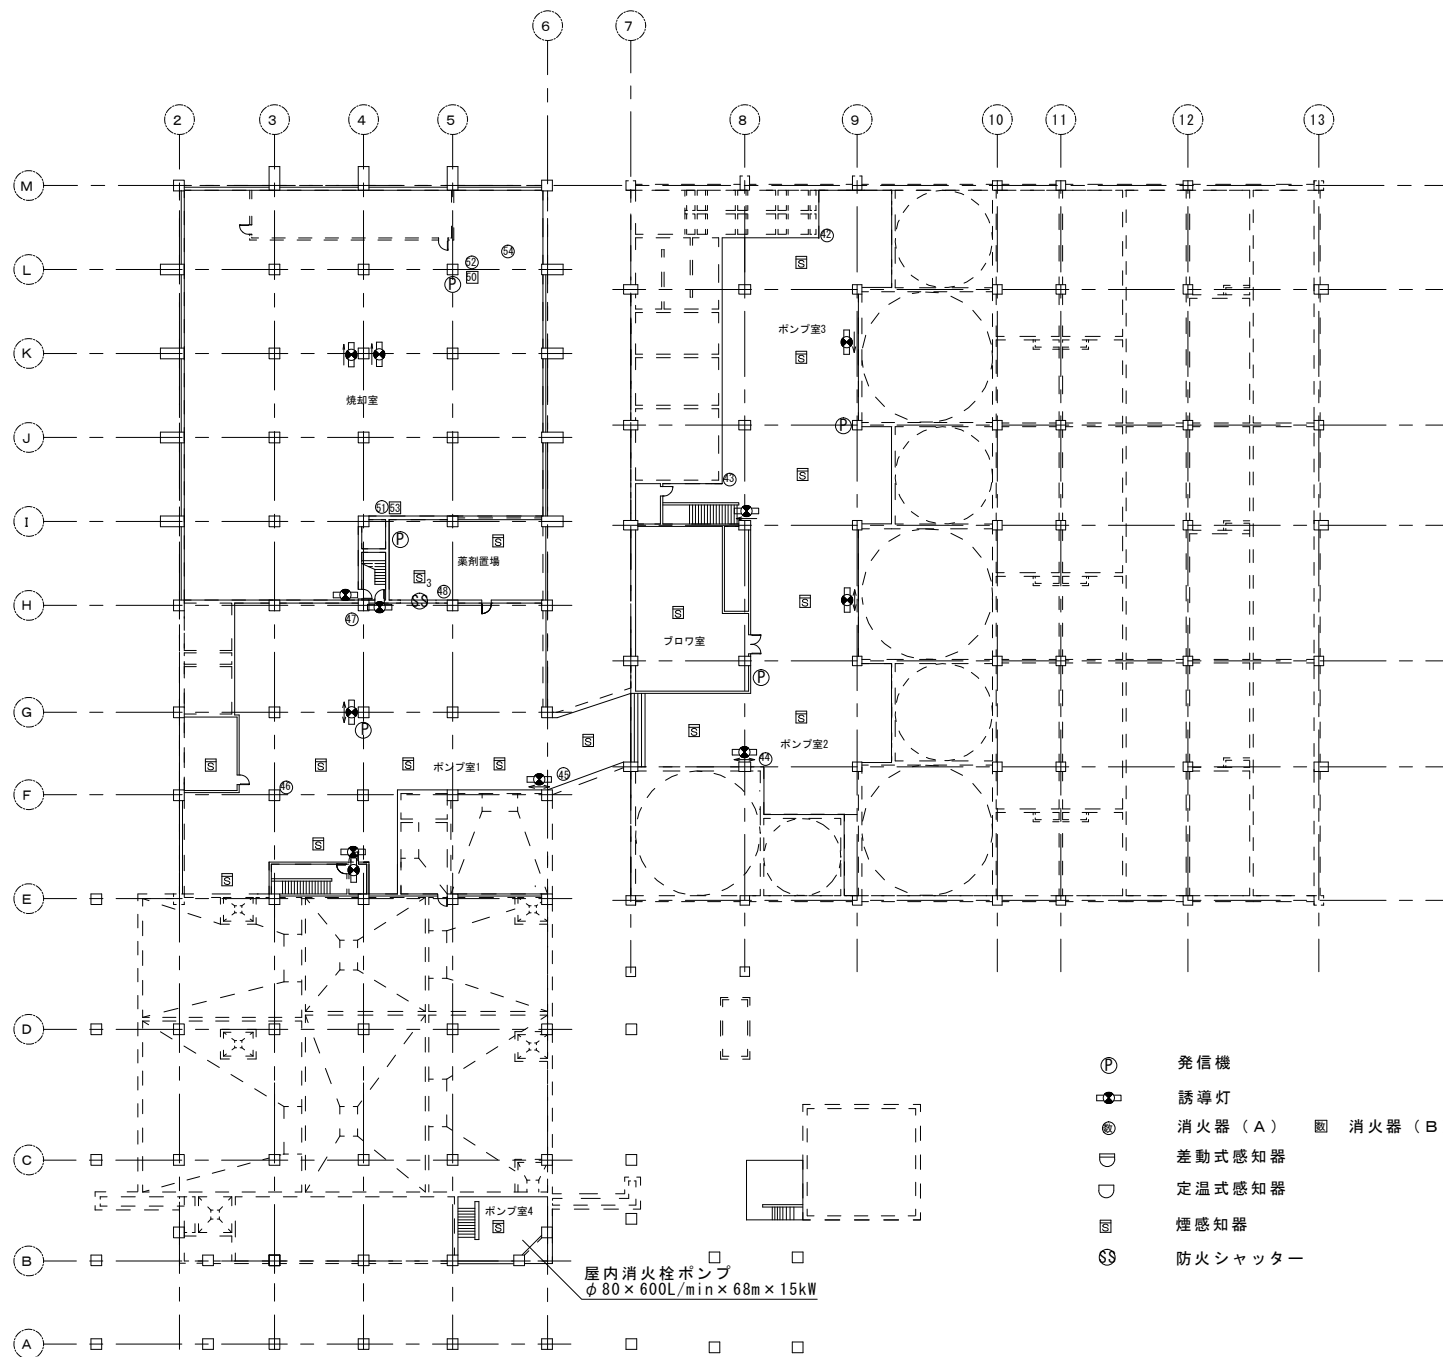 6
7
2
3
4
5
8
9
10
11
12
13
M
42
54
52
L
S
50
P
ポンプ室3
K
S
焼却室
J
P
S
43
51
53
I
P
S
薬剤置場
S
3
48
SS
H
S
S
47
ブロワ室
P
G
P
S
S
ポンプ室2
S
44
S
S
S
ポンプ室1
S
45
46
F
S
S
E
D
P
発信機
誘導灯
数
消火器(A)
数
消火器(B
C
差動式感知器
定温式感知器
ポンプ室4
S
S
煙感知器
B
SS
防火シャッター
屋内消火栓ポンプ
φ80×600L/min×68m×15kW
A